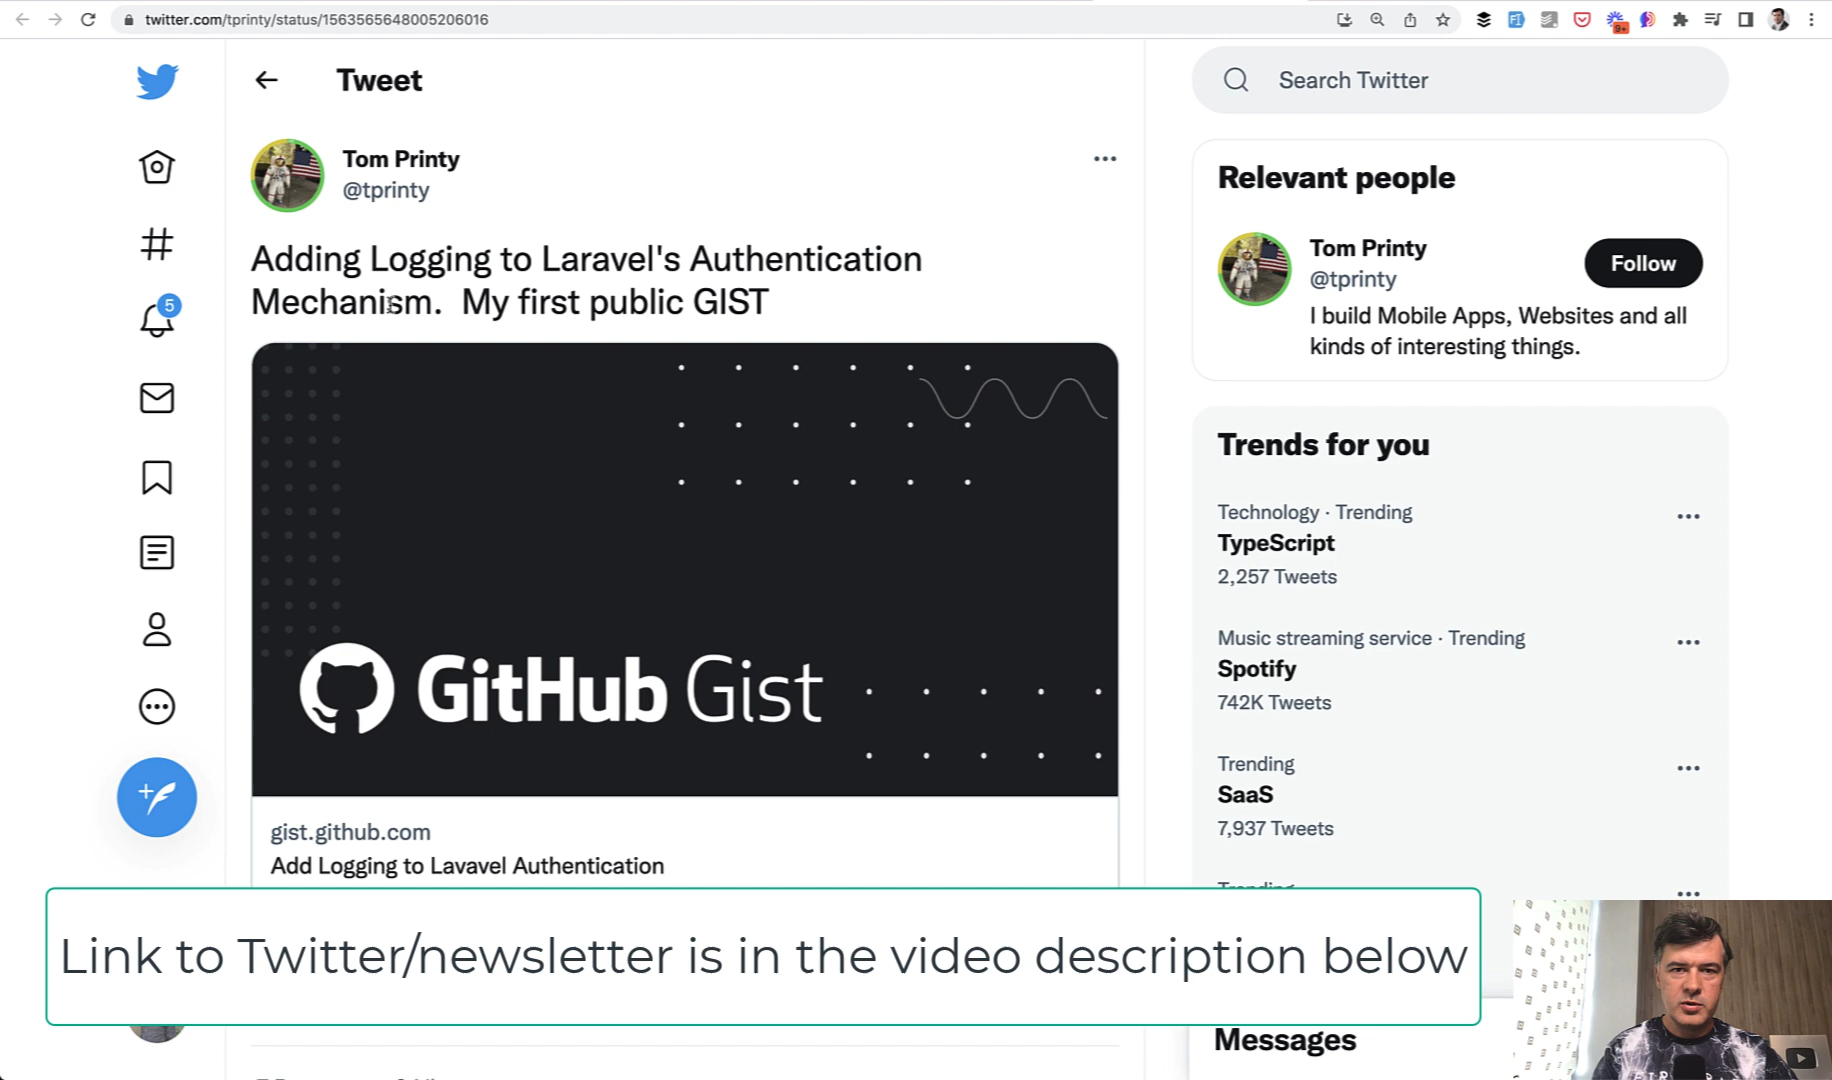 twitter.com/tprinty/status/1563565648005206016
9+
Tweet
Search Twitter
Tom Printy
@tprinty
Adding Logging to Laravel's Authentication
Mechanism.  My first public GIST
5
GitHub Gist
gist.github.com
Add Logging to Lavavel Authentication
Relevant people
Tom Printy
@tprinty
Follow
I build Mobile Apps, Websites and all
kinds of interesting things.
Trends for you
Technology · Trending
TypeScript
2,257 Tweets
Music streaming service · Trending
Spotify
742K Tweets
Trending
SaaS
7,937 Tweets
Trending
Link to Twitter/newsletter is in the video description below
Messages